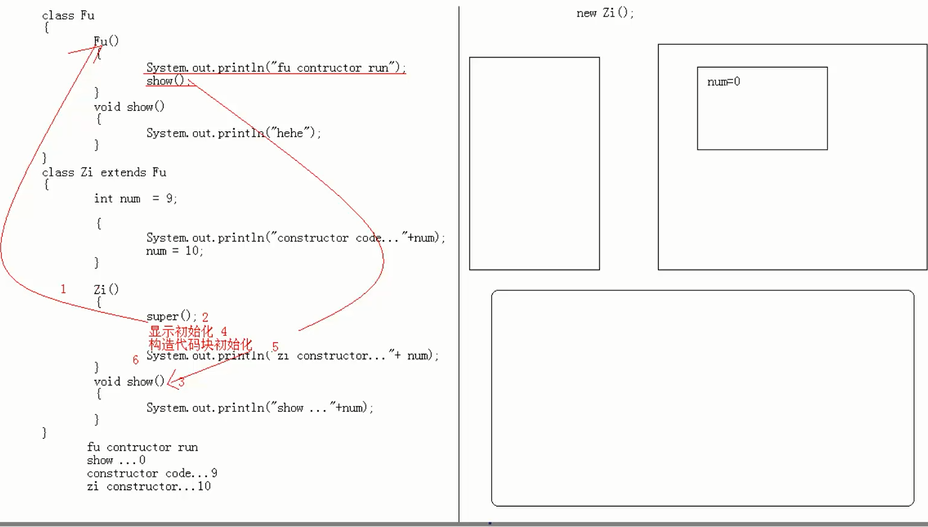 class Fu
{
Fu()
{
System.out.println("fu contructor run");
show();
}
void show()
{
System.out.println("hehe");
}
}
class Zi extends Fu
{
int num = 9;
{
System.out.println("constructor code..."+num);
num = 10;
}
1 Zi()
{
super(); 2
显示初始化 4
构造代码块初始化 5
6 System.out.println("zi constructor..."+ num);
}
void show() 3
{
System.out.println("show ..."+num);
}
}
fu contructor run
show ...0
constructor code...9
zi constructor...10
new Zi();
num=0